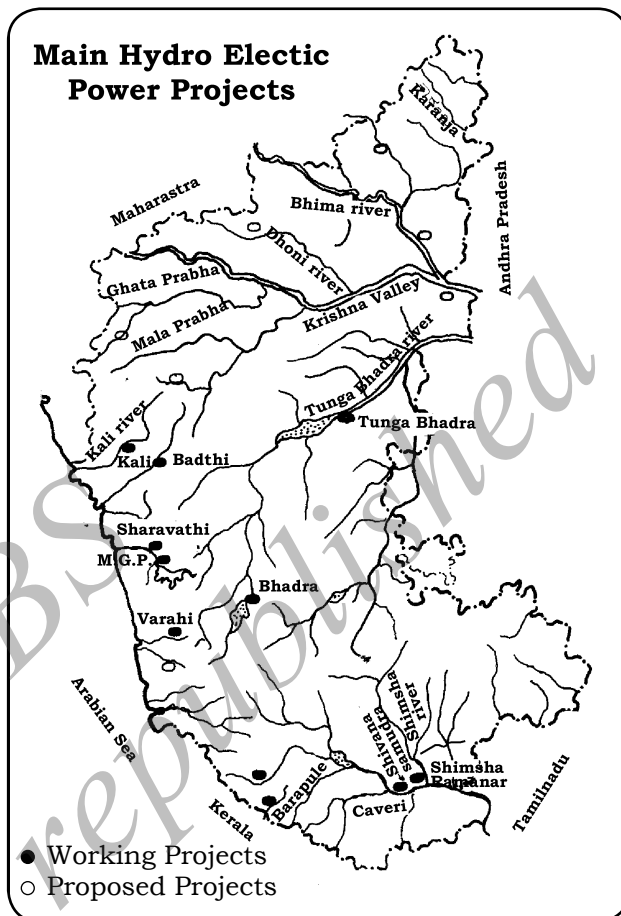 Main Hydro Electic
Power Projects
Karanja
Maharastra
Bhima river
Andhra Pradesh
Dhoni river
Ghata Prabha
Krishna Valley
Mala Prabha
Tunga Bhadra river
Tunga Bhadra
Kali river
Kali
Badthi
Sharavathi
M.G.P.
Bhadra
Varahi
Arabian Sea
Shivana
samudra
Shimsha
river
Shimsha
Barapule
Caveri
Kerala
Tamilnadu
Working Projects
Proposed Projects
BS
republished